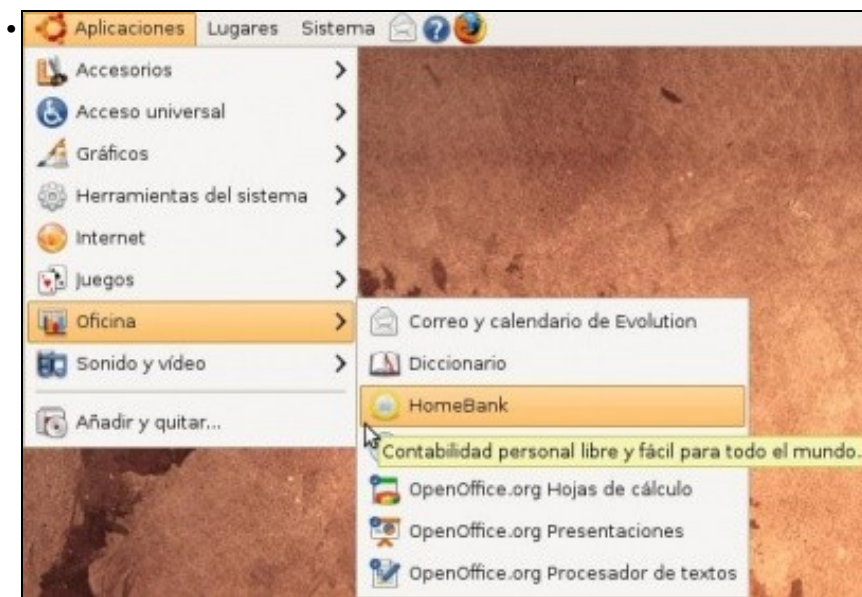 Aplicaciones Lugares Sistema
Accesorios
Acceso universal
Gráficos
Herramientas del sistema
Internet
Juegos
Oficina
Sonido y vídeo
Añadir y quitar...
Correo y calendario de Evolution
Diccionario
HomeBank
Contabilidad personal libre y fácil para todo el mundo.
OpenOffice.org Hojas de cálculo
OpenOffice.org Presentaciones
OpenOffice.org Procesador de textos